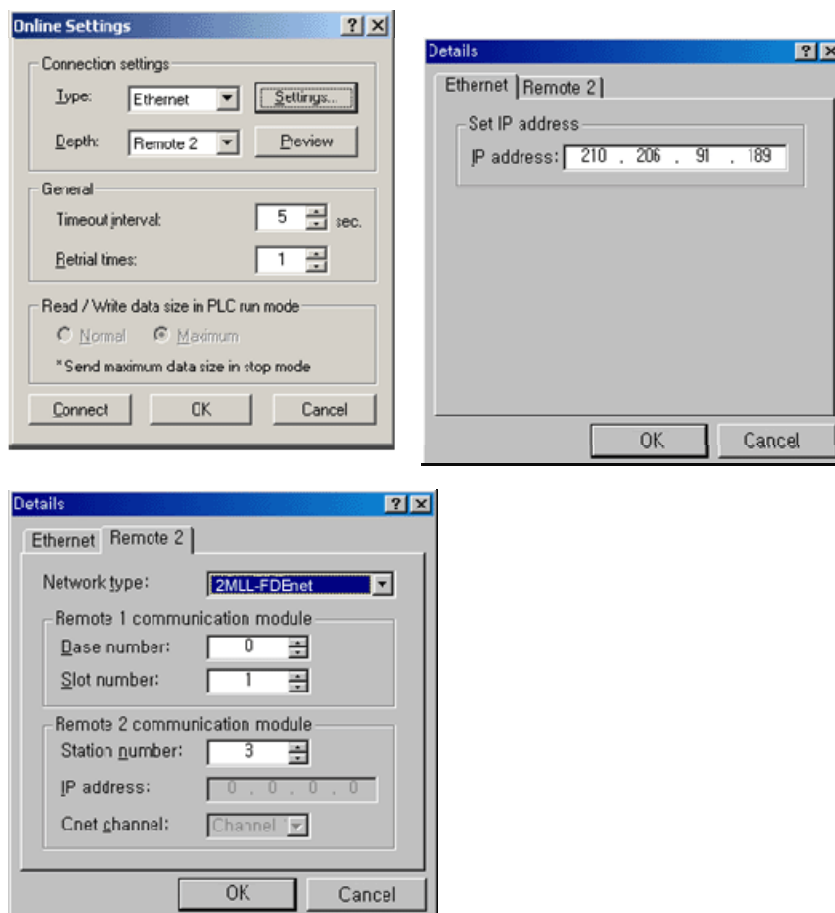 Online Settings
Connection settings
Type: Ethernet Settings...
Depth: Remote 2 Preview
General
Timeout interval: 5 sec.
Retrial times: 1
Read / Write data size in PLC run mode
Normal Maximum
*Send maximum data size in stop mode
Connect OK Cancel
Details
Ethernet Remote 2
Set IP address
IP address: 210 . 206 . 91 . 189
OK Cancel
Details
Ethernet Remote 2
Network type: 2MLL-FDEnet
Remote 1 communication module
Base number: 0
Slot number: 1
Remote 2 communication module
Station number: 3
IP address: 0 . 0 . 0 . 0
Cnet channel: Channel
OK Cancel